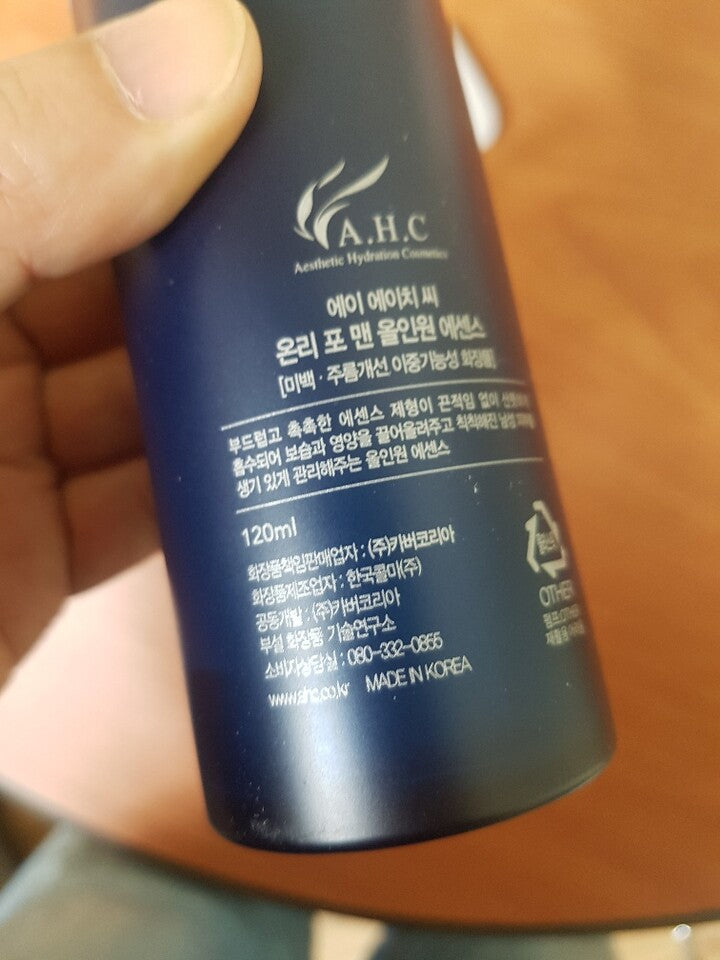 A.H.C
Aesthetic Hydration Cosmetics
에이 에이치 씨
온리 포 맨 올인원 에센스
[미백 · 주름개선 이중기능성 화장품]
부드럽고 촉촉한 에센스 제형이 끈적임 없이
흡수되어 보습과 영양을 끌어올려주고 칙칙해진 남성
생기 있게 관리해주는 올인원 에센스
120ml
화장품책임판매업자 : (주)카버코리아
화장품제조업자 : 한국콜마(주)
공동개발 : (주)카버코리아
부설 화장품 기술연구소
소비자상담실 : 080-332-0855
www.ahc.co.kr MADE IN KOREA
OTHER